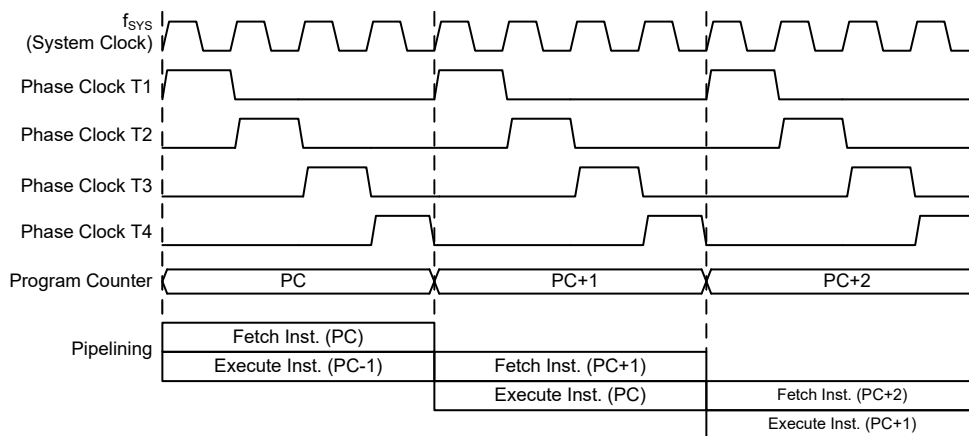 fSYS
(System Clock)
Phase Clock T1
Phase Clock T2
Phase Clock T3
Phase Clock T4
Program Counter PC PC+1 PC+2
Pipelining
Fetch Inst. (PC)
Execute Inst. (PC-1) Fetch Inst. (PC+1)
Execute Inst. (PC) Fetch Inst. (PC+2)
Execute Inst. (PC+1)